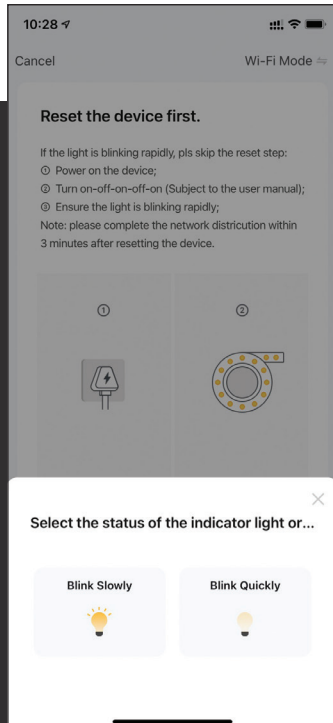 10:28
Cancel
Wi-Fi Mode
Reset the device first.
If the light is blinking rapidly, pls skip the reset step:
① Power on the device;
② Turn on-off-on-off-on (Subject to the user manual);
③ Ensure the light is blinking rapidly;
Note: please complete the network districution within
3 minutes after resetting the device.
①
②
Select the status of the indicator light or...
Blink Slowly
Blink Quickly